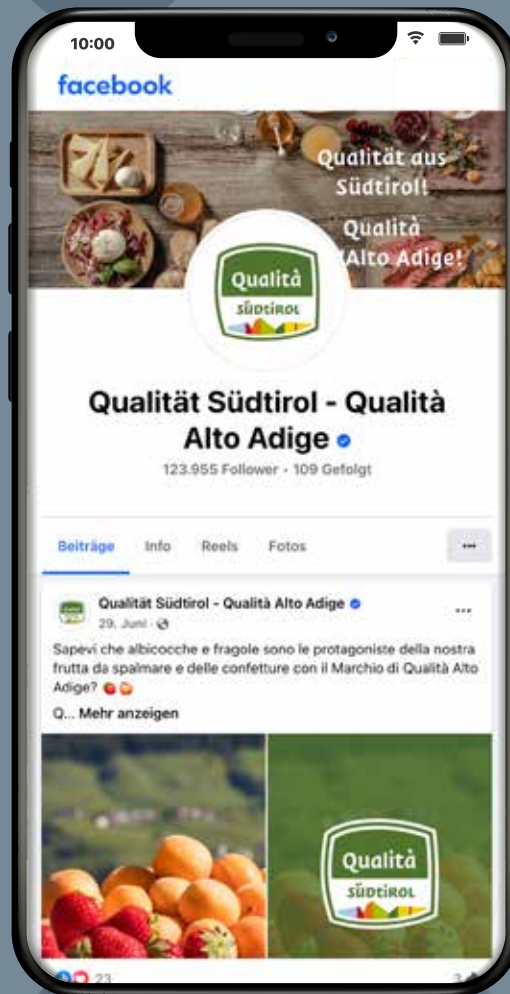 10:00
facebook
Qualität aus
Südtirol!
Qualità
Alto Adige!
Qualità
SÜDTIROL
Qualität Südtirol - Qualità
Alto Adige
123.955 Follower · 109 Gefolgt
Beiträge Info Reels Fotos
Qualität Südtirol - Qualità Alto Adige
29. Juni ·
Sapevi che albicocche e fragole sono le protagoniste della nostra
frutta da spalmare e delle confetture con il Marchio di Qualità Alto
Adige? 🍓🍑
Q... Mehr anzeigen
Qualità
SÜDTIROL
23
3